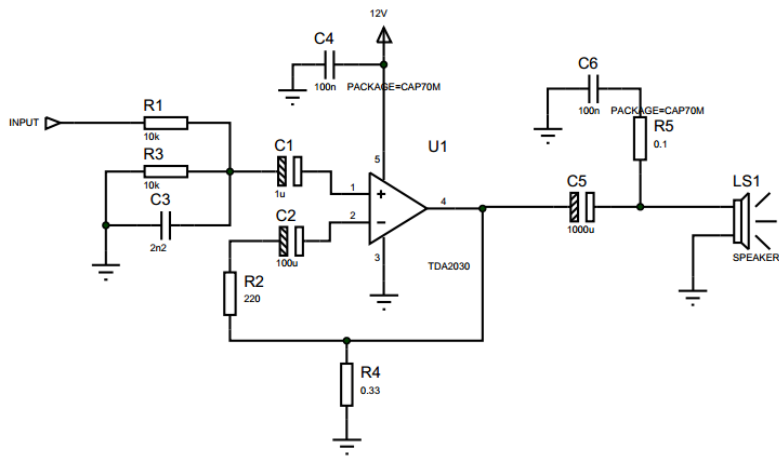 12V
C4
100n
PACKAGE=CAP70M
C6
100n
PACKAGE=CAP70M
R5
0.1
INPUT
R1
10k
R3
10k
C3
2n2
C1
1u
C2
100u
U1
5
1
2
3
4
TDA2030
C5
1000u
LS1
SPEAKER
R2
220
R4
0.33